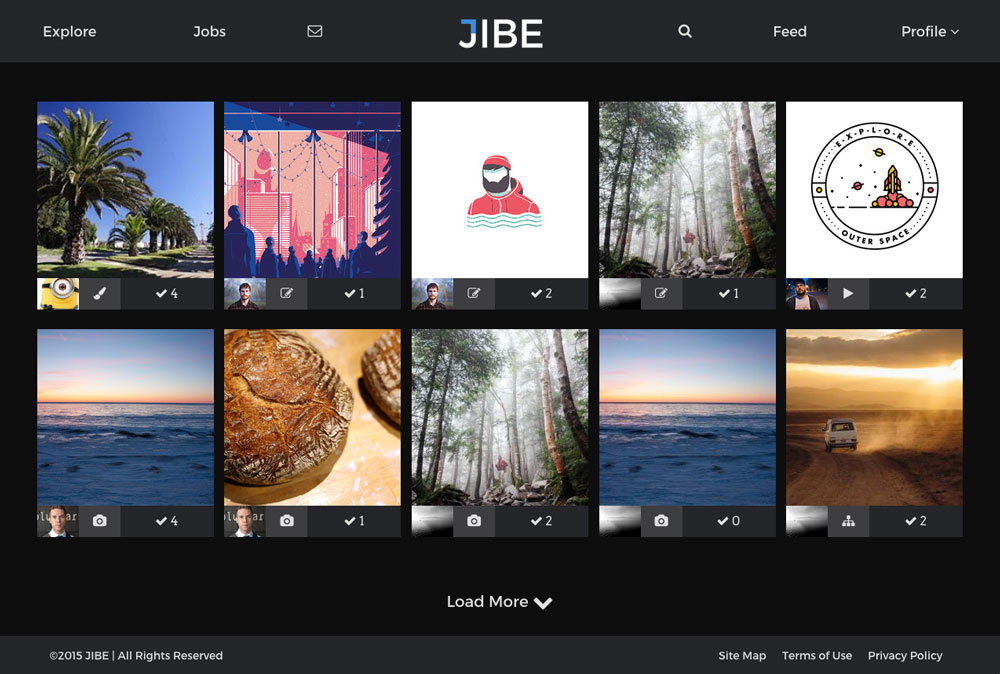 Explore Jobs JIBE Feed Profile
E·X·P·L·O·R·E
OUTER SPACE
4 1 2 1 2
4 1 2 0 2
Load More
©2015 JIBE | All Rights Reserved Site Map Terms of Use Privacy Policy